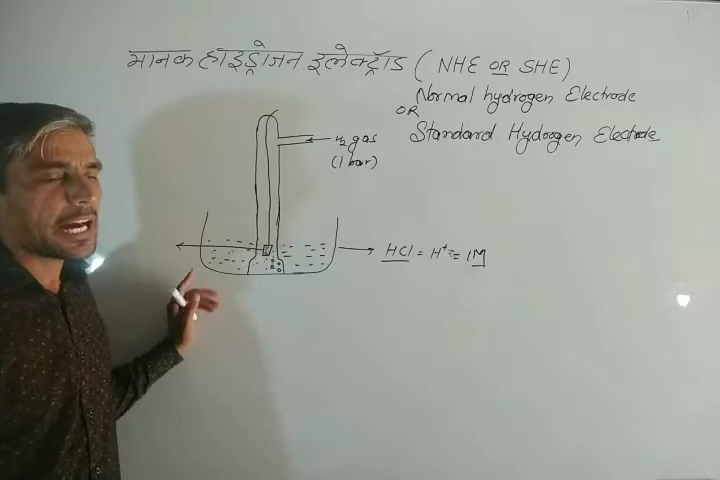 मानक हाइड्रोजन इलेक्ट्रॉड ( NHE OR SHE )
Normal hydrogen Electrode
OR
Standard Hydrogen Electrode
H₂ gas
(1 bar)
HCl = H⁺ = 1M